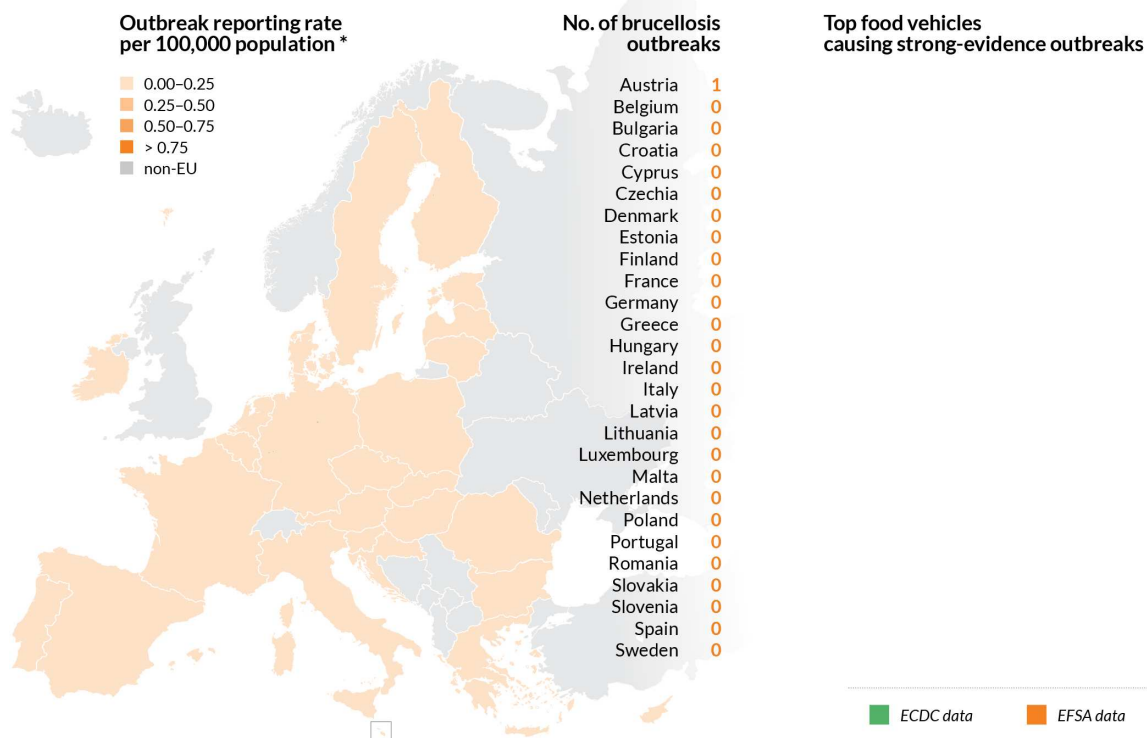 Outbreak reporting rate
per 100,000 population *
0.00–0.25
0.25–0.50
0.50–0.75
> 0.75
non-EU
No. of brucellosis
outbreaks
Austria 1
Belgium 0
Bulgaria 0
Croatia 0
Cyprus 0
Czechia 0
Denmark 0
Estonia 0
Finland 0
France 0
Germany 0
Greece 0
Hungary 0
Ireland 0
Italy 0
Latvia 0
Lithuania 0
Luxembourg 0
Malta 0
Netherlands 0
Poland 0
Portugal 0
Romania 0
Slovakia 0
Slovenia 0
Spain 0
Sweden 0
Top food vehicles
causing strong-evidence outbreaks
ECDC data
EFSA data